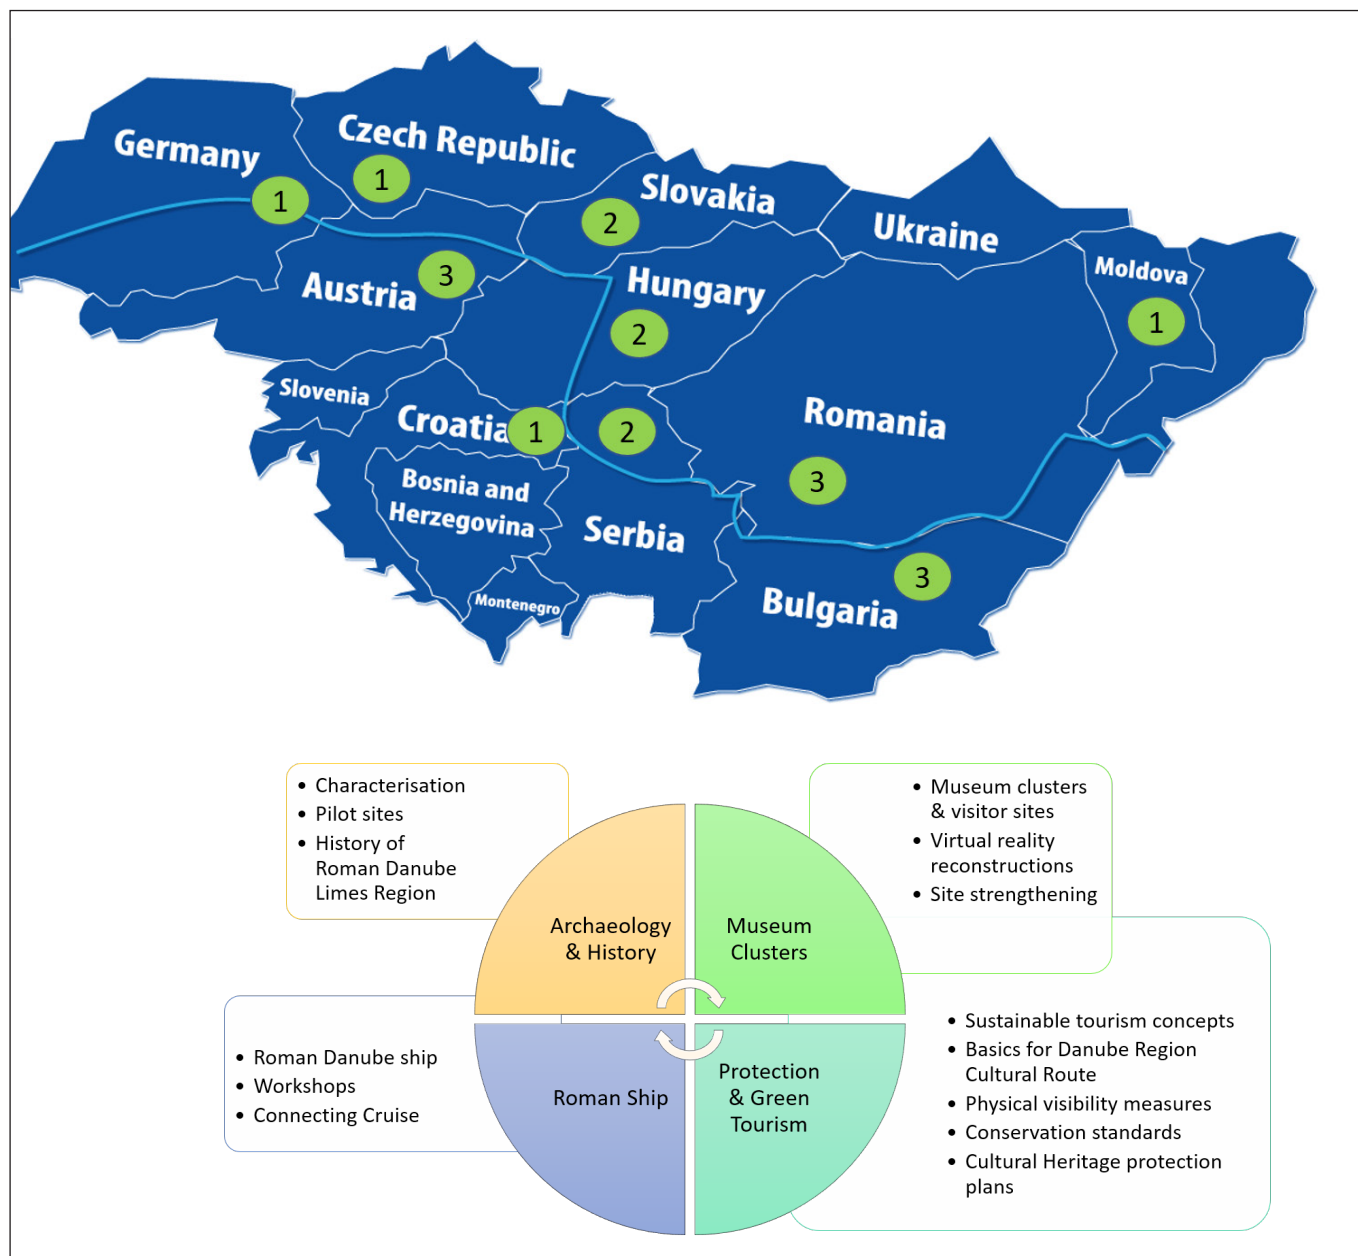 Germany
1
Czech Republic
1
Slovakia
2
Ukraine
Austria
3
Hungary
2
Moldova
1
Slovenia
Croatia
1
2
Romania
3
Bosnia and
Herzegovina
Serbia
Montenegro
Bulgaria
3
• Characterisation
• Pilot sites
• History of
Roman Danube
Limes Region
• Museum clusters
& visitor sites
• Virtual reality
reconstructions
• Site strengthening
Archaeology
& History
Museum
Clusters
• Roman Danube ship
• Workshops
• Connecting Cruise
Roman Ship
Protection
& Green
Tourism
• Sustainable tourism concepts
• Basics for Danube Region
Cultural Route
• Physical visibility measures
• Conservation standards
• Cultural Heritage protection
plans